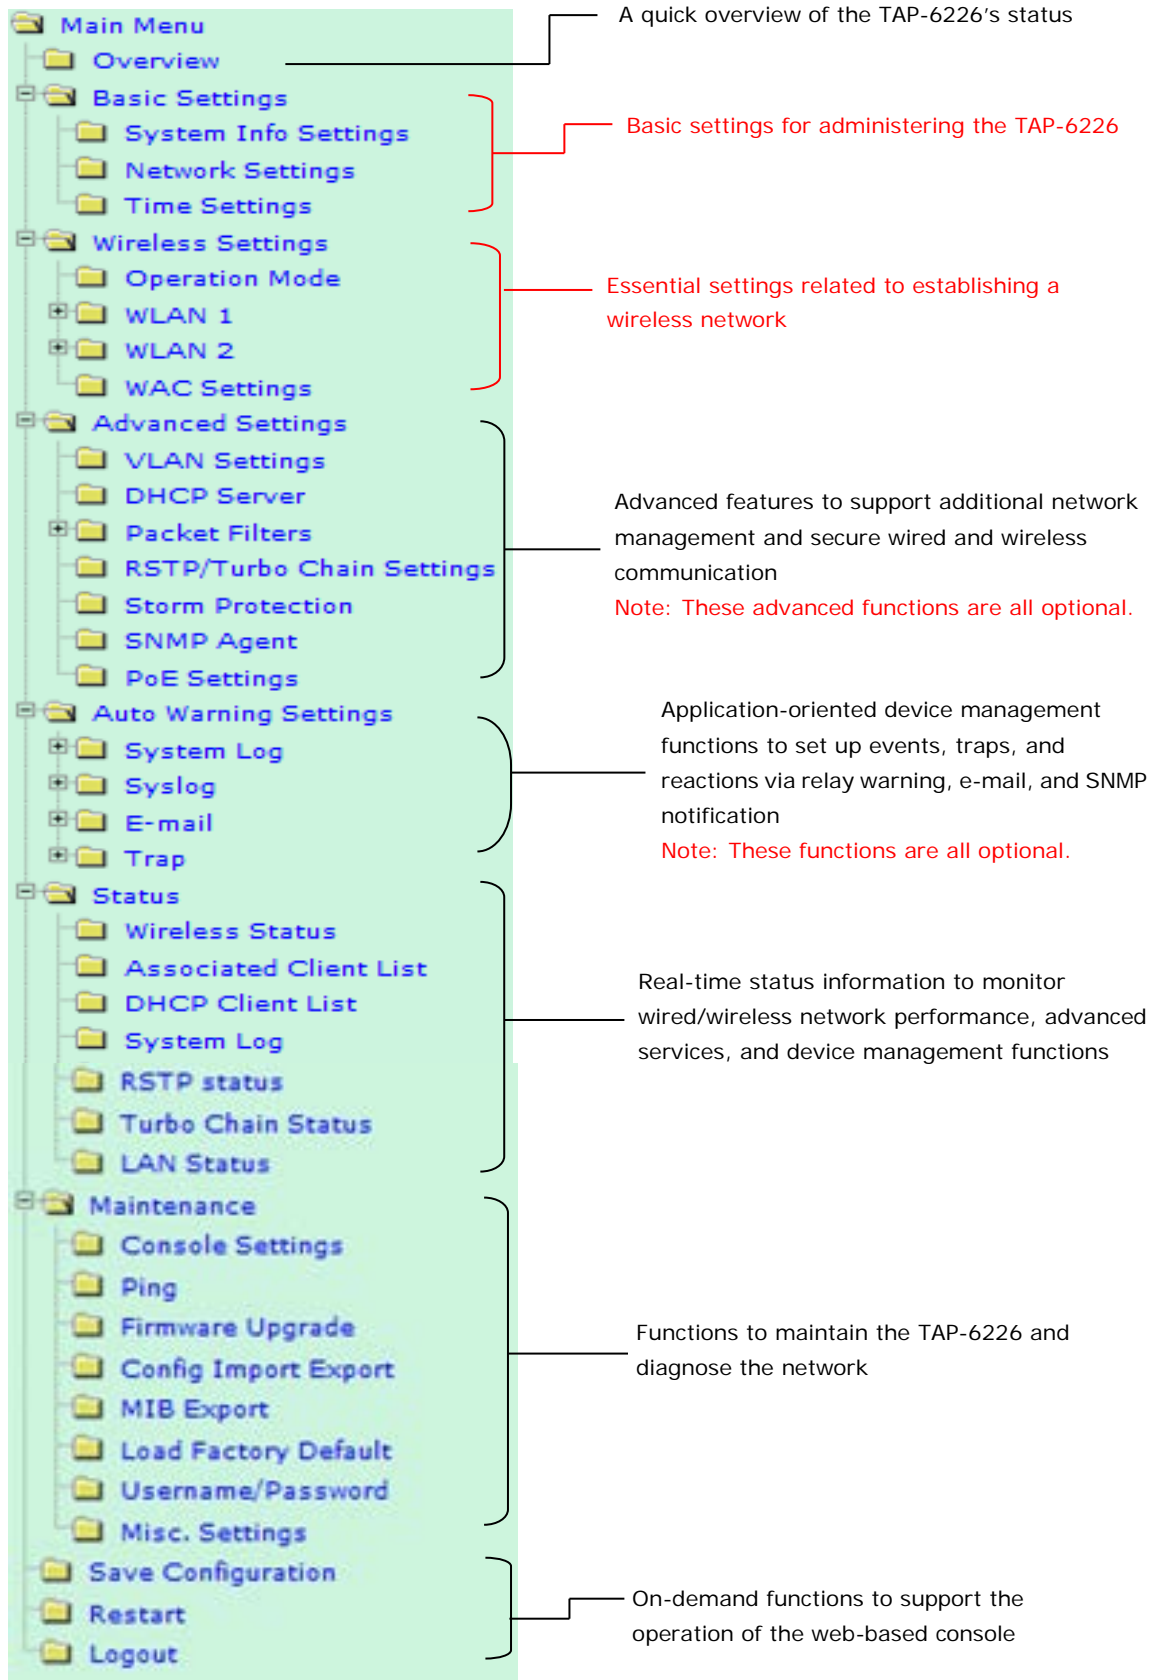 Main Menu
A quick overview of the TAP-6226's status
Overview
Basic Settings
System Info Settings
Network Settings
Time Settings
Basic settings for administering the TAP-6226
Wireless Settings
Operation Mode
WLAN 1
WLAN 2
WAC Settings
Essential settings related to establishing a
wireless network
Advanced Settings
VLAN Settings
DHCP Server
Packet Filters
RSTP/Turbo Chain Settings
Storm Protection
SNMP Agent
PoE Settings
Advanced features to support additional network
management and secure wired and wireless
communication
Note: These advanced functions are all optional.
Auto Warning Settings
System Log
Syslog
E-mail
Trap
Application-oriented device management
functions to set up events, traps, and
reactions via relay warning, e-mail, and SNMP
notification
Note: These functions are all optional.
Status
Wireless Status
Associated Client List
DHCP Client List
System Log
RSTP status
Turbo Chain Status
LAN Status
Real-time status information to monitor
wired/wireless network performance, advanced
services, and device management functions
Maintenance
Console Settings
Ping
Firmware Upgrade
Config Import Export
MIB Export
Load Factory Default
Username/Password
Misc. Settings
Functions to maintain the TAP-6226 and
diagnose the network
Save Configuration
Restart
Logout
On-demand functions to support the
operation of the web-based console